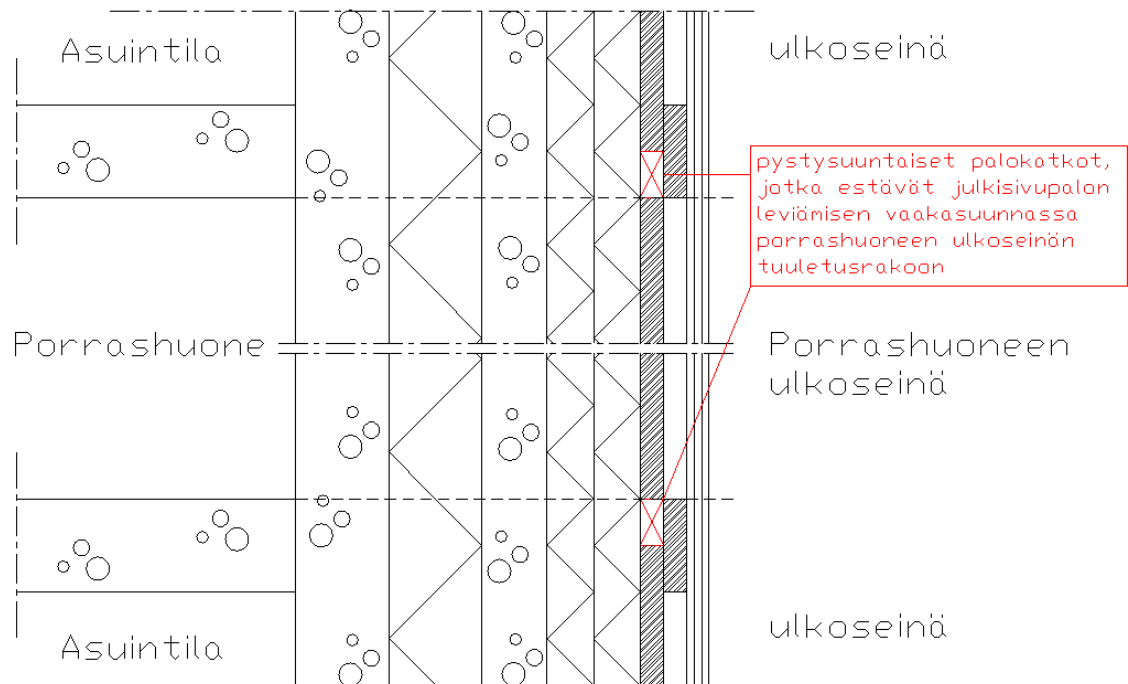 Asuintila
ulkoseinä
pystysuuntaiset palokatkot,
jotka estävät julkisivupalon
leviämisen vaakasuunnassa
porrashuoneen ulkoseinän
tuuletusrakoon
Porrashuone
Porrashuoneen
ulkoseinä
Asuintila
ulkoseinä